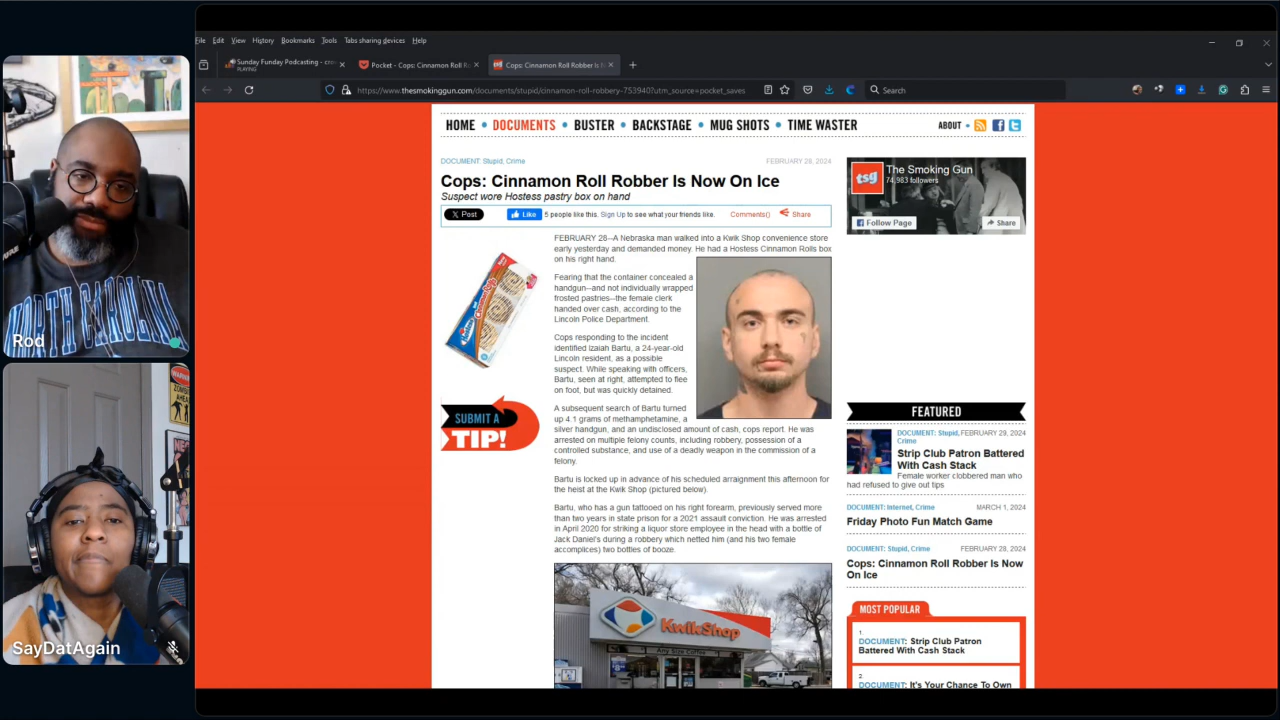 File Edit View History Bookmarks Tools Tabs sharing devices Help
Sunday Funday Podcasting -
PLAYING
Pocket - Cops: Cinnamon Roll
Cops: Cinnamon Roll Robber Is
https://www.thesmokinggun.com/documents/stupid/cinnamon-roll-robbery-753940?utm_source=pocket_saves
Search
HOME • DOCUMENTS • BUSTER • BACKSTAGE • MUG SHOTS • TIME WASTER
ABOUT •
DOCUMENT: Stupid, Crime
FEBRUARY 28, 2024
Cops: Cinnamon Roll Robber Is Now On Ice
Suspect wore Hostess pastry box on hand
X Post
Like
5 people like this. Sign Up to see what your friends like.
Comments()
Share
FEBRUARY 28--A Nebraska man walked into a Kwik Shop convenience store
early yesterday and demanded money. He had a Hostess Cinnamon Rolls box
on his right hand.
Fearing that the container concealed a
handgun--and not individually wrapped
frosted pastries--the female clerk
handed over cash, according to the
Lincoln Police Department.
Cops responding to the incident
identified Izaiah Bartu, a 24-year-old
Lincoln resident, as a possible
suspect. While speaking with officers,
Bartu, seen at right, attempted to flee
on foot, but was quickly detained.
A subsequent search of Bartu turned
up 4.1 grams of methamphetamine, a
silver handgun, and an undisclosed amount of cash, cops report. He was
arrested on multiple felony counts, including robbery, possession of a
controlled substance, and use of a deadly weapon in the commission of a
felony.
Bartu is locked up in advance of his scheduled arraignment this afternoon for
the heist at the Kwik Shop (pictured below).
Bartu, who has a gun tattooed on his right forearm, previously served more
than two years in state prison for a 2021 assault conviction. He was arrested
in April 2020 for striking a liquor store employee in the head with a bottle of
Jack Daniel's during a robbery which netted him (and his two female
accomplices) two bottles of booze.
KwikShop
Hostess
SUBMIT A
TIP!
tsg
The Smoking Gun
74,983 followers
Follow Page
Share
FEATURED
DOCUMENT: Stupid, Crime
FEBRUARY 29, 2024
Strip Club Patron Battered
With Cash Stack
Female worker clobbered man who
had refused to give out tips
DOCUMENT: Internet, Crime
MARCH 1, 2024
Friday Photo Fun Match Game
DOCUMENT: Stupid, Crime
FEBRUARY 28, 2024
Cops: Cinnamon Roll Robber Is Now
On Ice
MOST POPULAR
1.
DOCUMENT: Strip Club Patron
Battered With Cash Stack
2.
DOCUMENT: It's Your Chance To Own
NORTH CAROLINA
Rod
SayDatAgain
WARNING
ZOMBIE